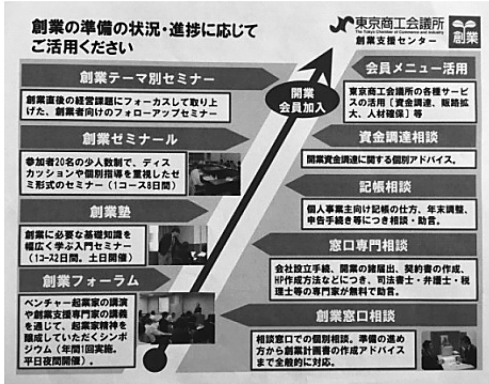 創業の準備の状況・進捗に応じて
ご活用ください
東京商工会議所
The Tokyo Chamber of Commerce and Industry
創業支援センター
創業
創業テーマ別セミナー
創業直後の経営課題にフォーカスして取り上
げた、創業者向けのフォローアップセミナー
創業ゼミナール
参加者20名の少人数制で、ディス
カッションや個別指導を重視したゼ
ミ形式のセミナー（1コース8日間）
創業塾
創業に必要な基礎知識を
幅広く学ぶ入門セミナー
（1コース2日間。土日開催）
創業フォーラム
ベンチャー起業家の講演
や創業支援専門家の講義
を通じて、起業家精神を
醸成していただくシンポ
ジウム（年間1回実施。
平日夜間開催）。
開業
会員加入
会員メニュー活用
東京商工会議所の各種サービ
スの活用［資金調達、販路拡
大、人材確保］等
資金調達相談
開業資金調達に関する個別アドバイス。
記帳相談
個人事業主向け記帳の仕方、年末調整、
申告手続き等につき相談・助言。
窓口専門相談
会社設立手続、開業の諸届出、契約書の作成、
HP作成方法などにつき、司法書士・弁護士・税
理士等の専門家が無料で助言。
創業窓口相談
相談窓口での個別相談。準備の進め
方から創業計画書の作成アドバイス
まで全般的に対応。